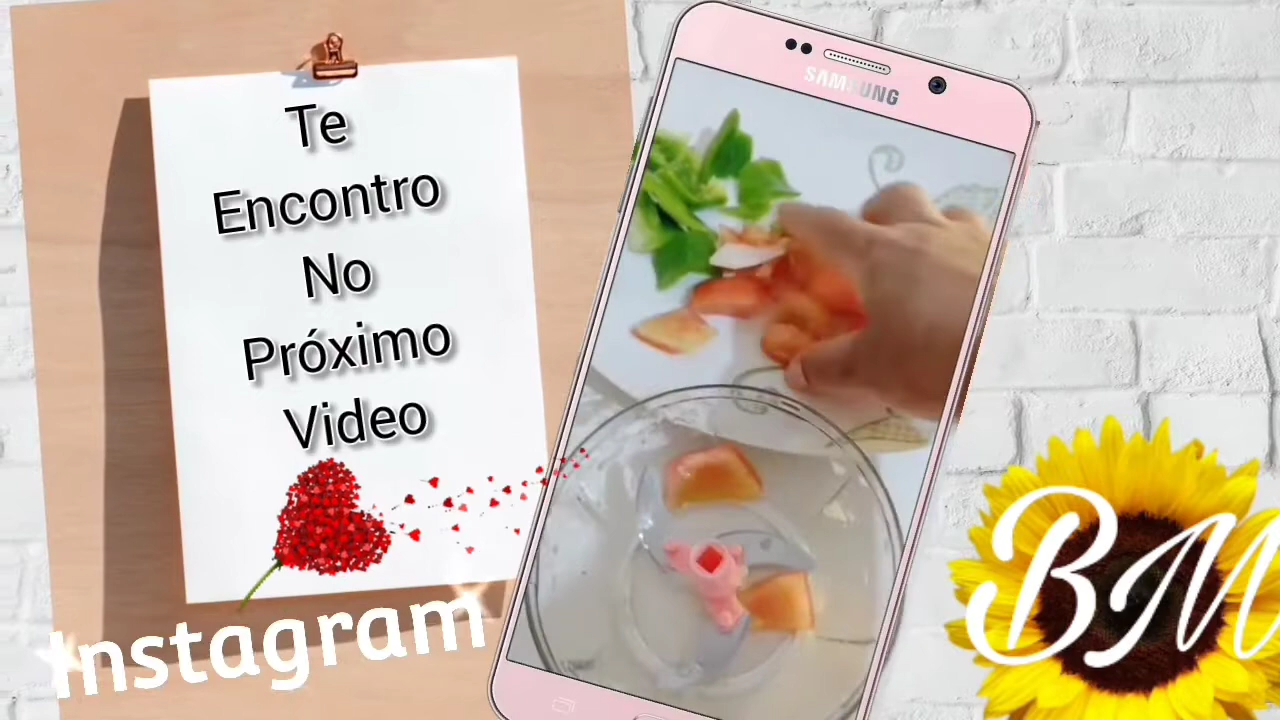 Te
Encontro
No
Próximo
Video
Instagram
SAMSUNG
BM